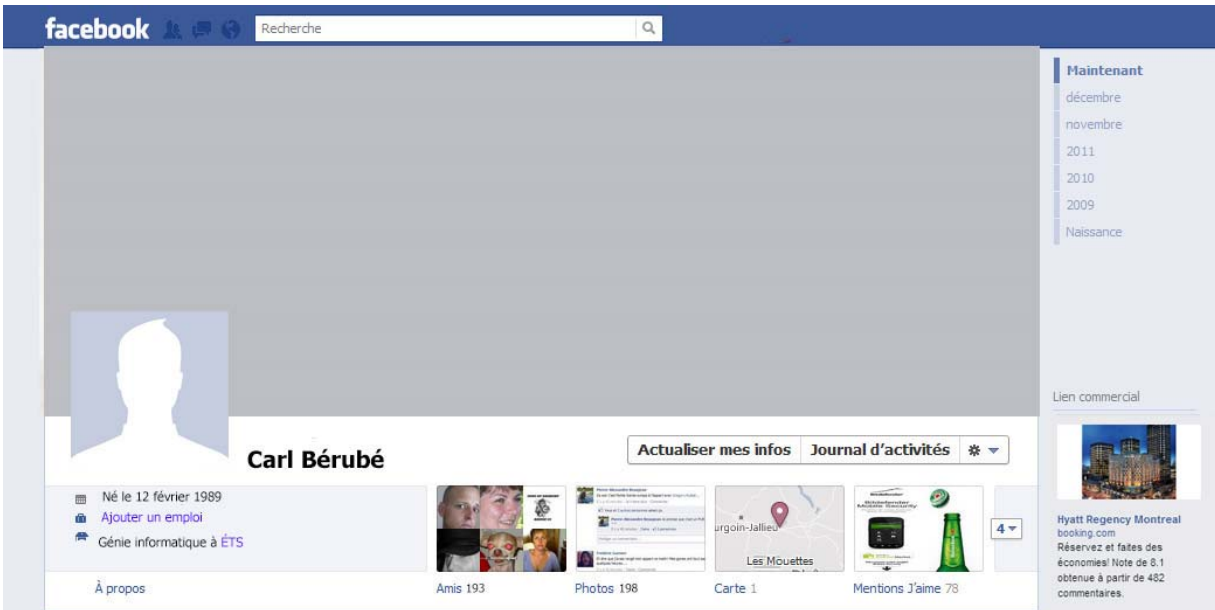 facebook
Recherche
Maintenant
décembre
novembre
2011
2010
2009
Naissance
Lien commercial
Carl Bérubé
Actualiser mes infos
Journal d'activités
Né le 12 février 1989
Ajouter un emploi
Génie informatique à ÉTS
À propos
Amis 193
Photos 198
urgoin-Jallieu
Les Mouettes
Carte 1
Mentions J'aime 78
4
Hyatt Regency Montreal
booking.com
Réservez et faites des
économies! Note de 8.1
obtenue à partir de 482
commentaires.